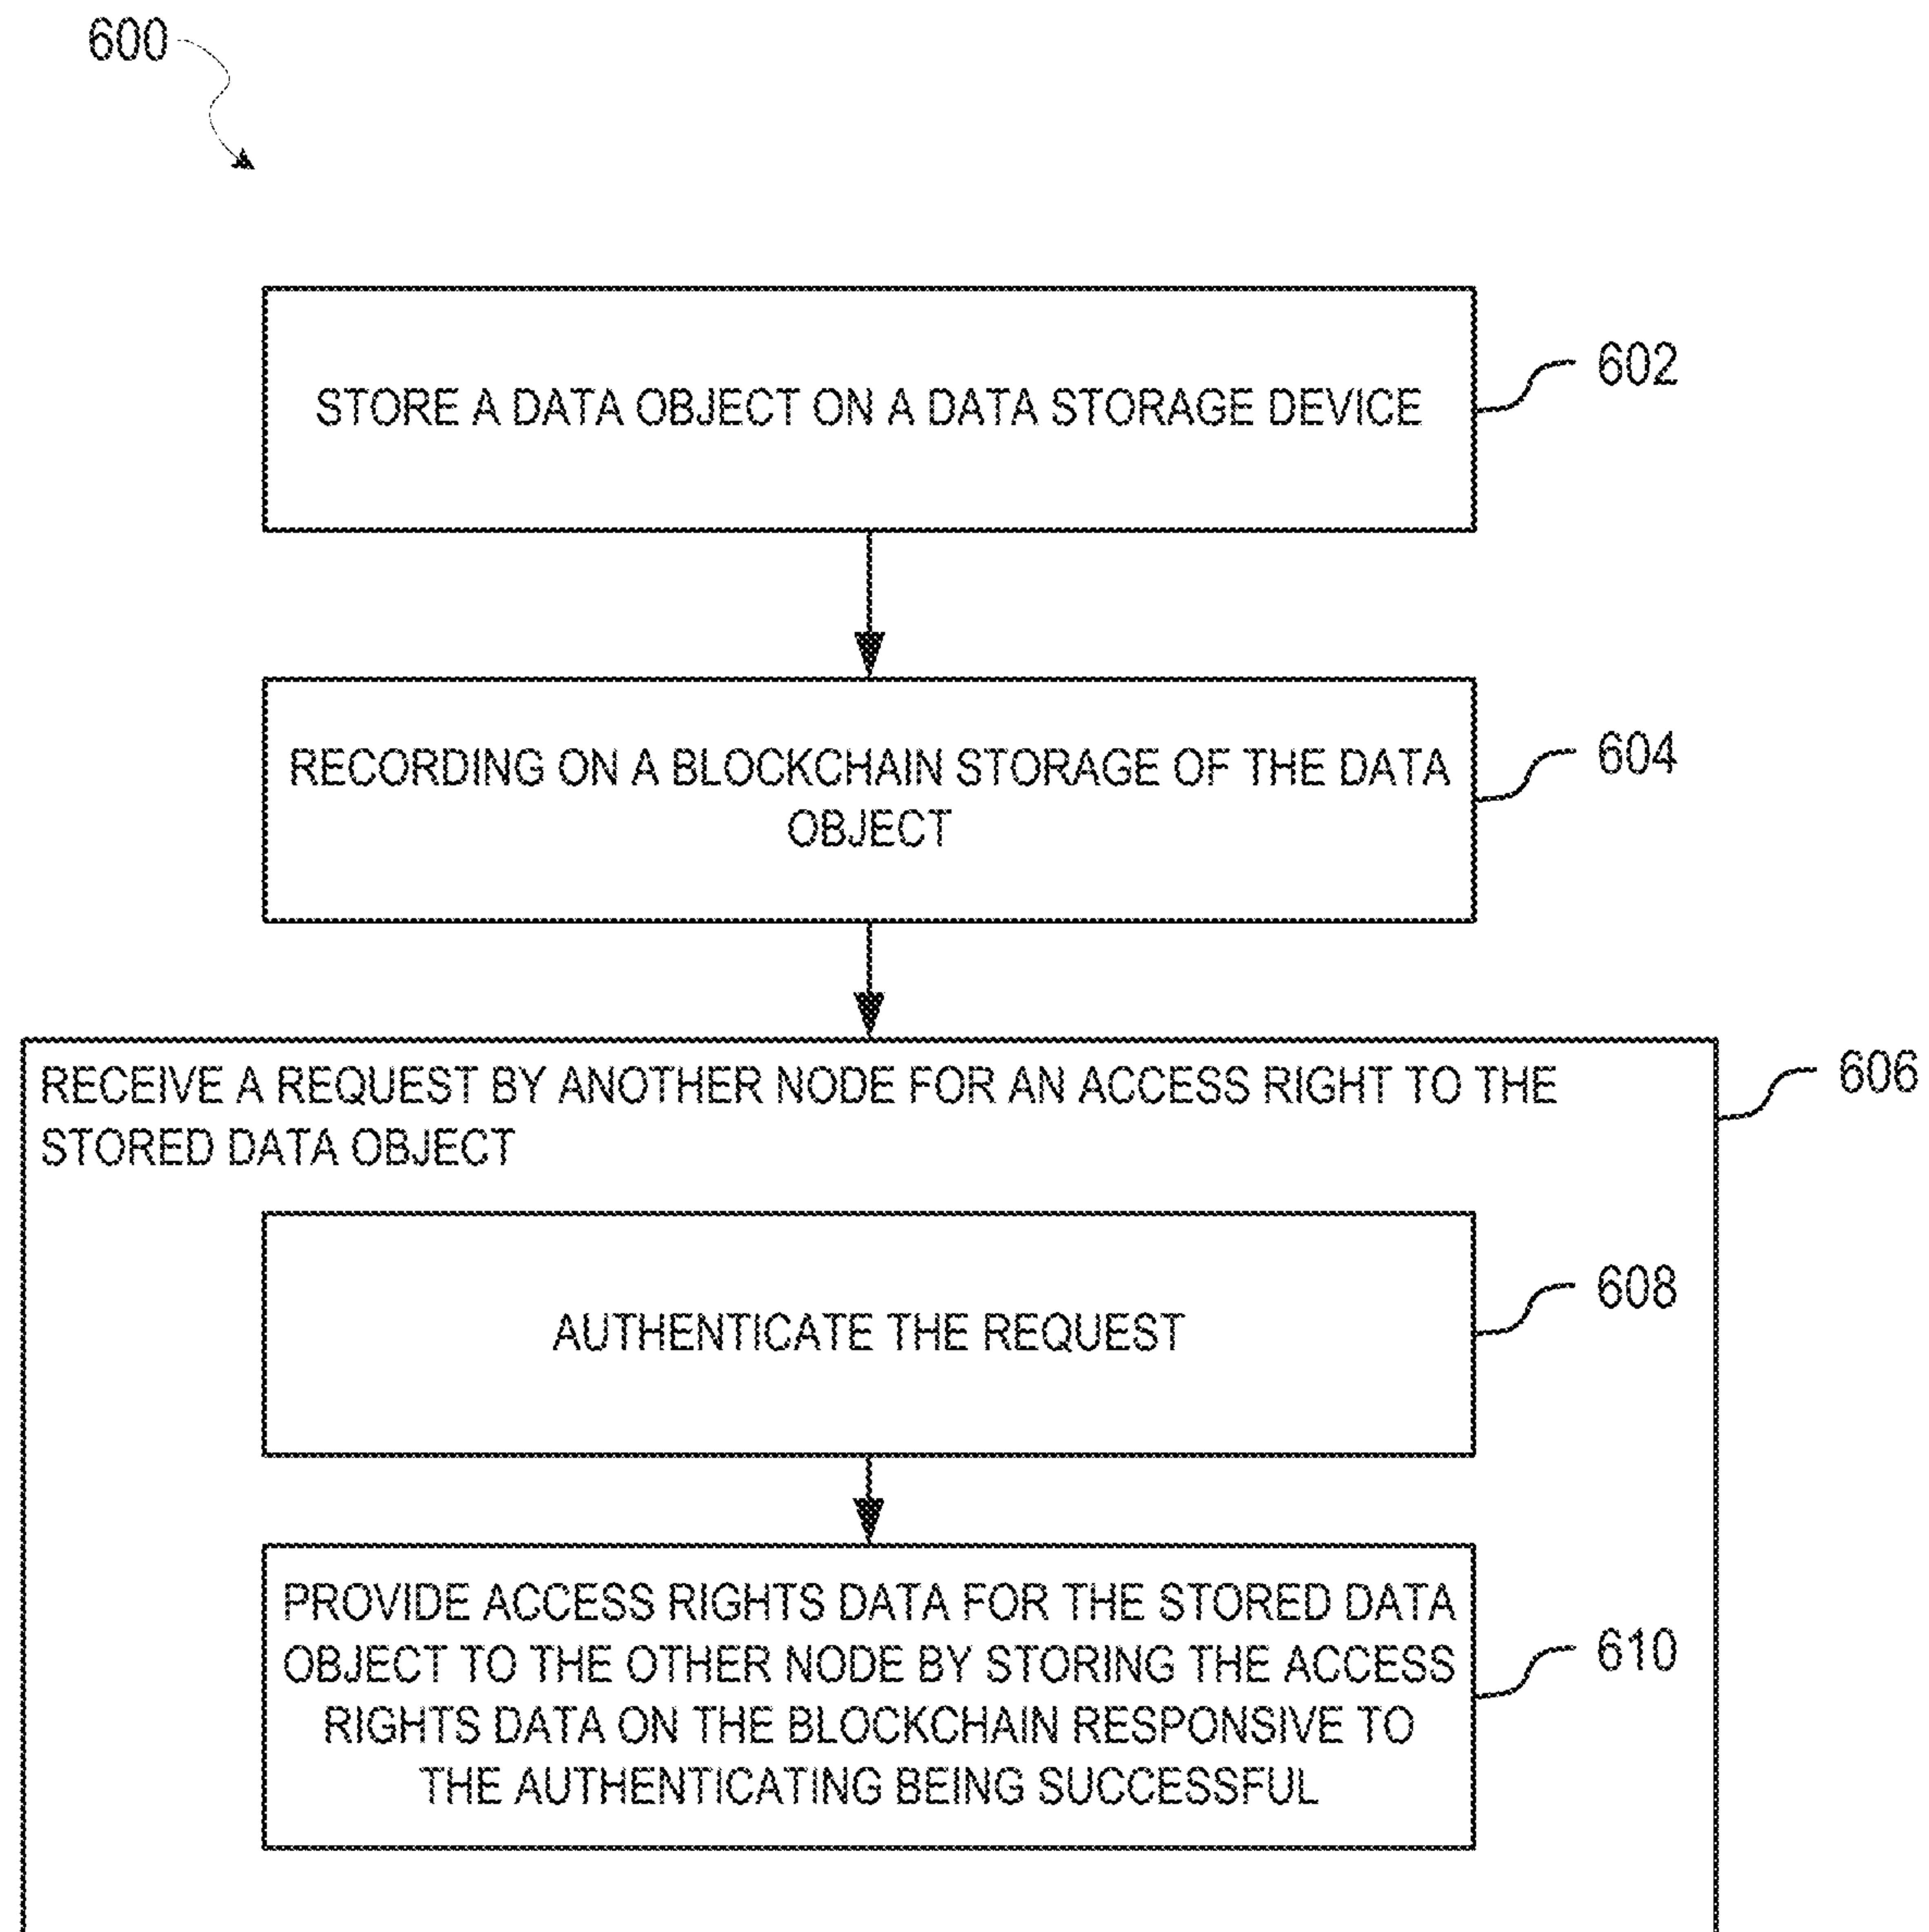 600
STORE A DATA OBJECT ON A DATA STORAGE DEVICE
602
RECORDING ON A BLOCKCHAIN STORAGE OF THE DATA
OBJECT
604
RECEIVE A REQUEST BY ANOTHER NODE FOR AN ACCESS RIGHT TO THE
STORED DATA OBJECT
606
AUTHENTICATE THE REQUEST
608
PROVIDE ACCESS RIGHTS DATA FOR THE STORED DATA
OBJECT TO THE OTHER NODE BY STORING THE ACCESS
RIGHTS DATA ON THE BLOCKCHAIN RESPONSIVE TO
THE AUTHENTICATING BEING SUCCESSFUL
610